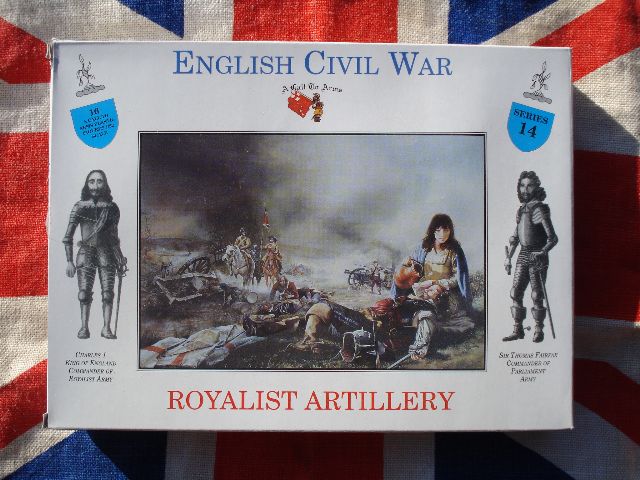 ENGLISH CIVIL WAR
A Call To Arms
16
SERIES
14
CHARLES I
KING OF ENGLAND
COMMANDER OF
ROYALIST ARMY
SIR THOMAS FAIRFAX
COMMANDER OF
PARLIAMENT
ARMY
ROYALIST ARTILLERY